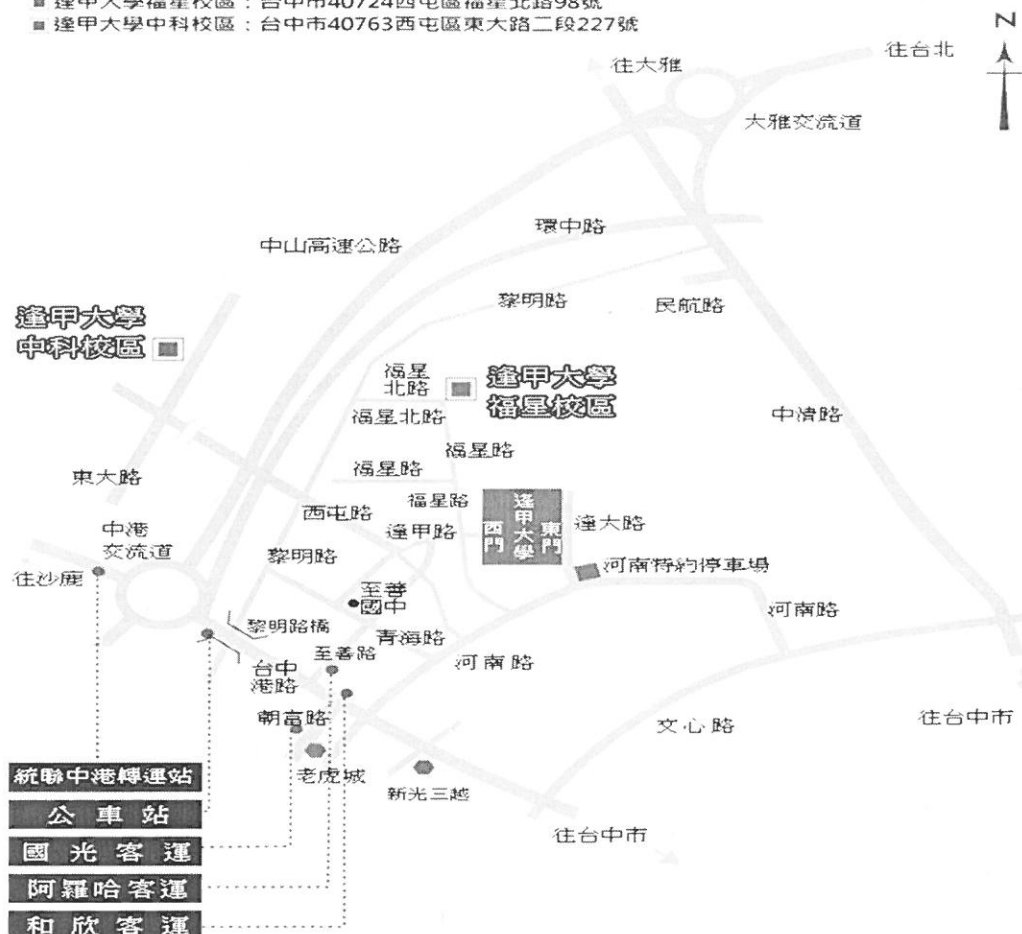 ■ 逢甲大學福星校區：台中市40724西屯區福星北路98號
■ 逢甲大學中科校區：台中市40763西屯區東大路二段227號
N
往台北
往大雅
大雅交流道
環中路
中山高速公路
黎明路
民航路
逢甲大學
中科校區
福星
北路
逢甲大學
福星校區
福星北路
中清路
福星路
福星路
東大路
福星路
西屯路
逢甲路
逢甲大學
西門
東門
逢大路
中港
交流道
黎明路
河南特約停車場
往沙鹿
至善
國中
河南路
黎明路橋
青海路
至善路
河南路
台中
港路
朝富路
文心路
往台中市
老虎城
新光三越
統聯中港轉運站
公車站
國光客運
阿羅哈客運
和欣客運
往台中市